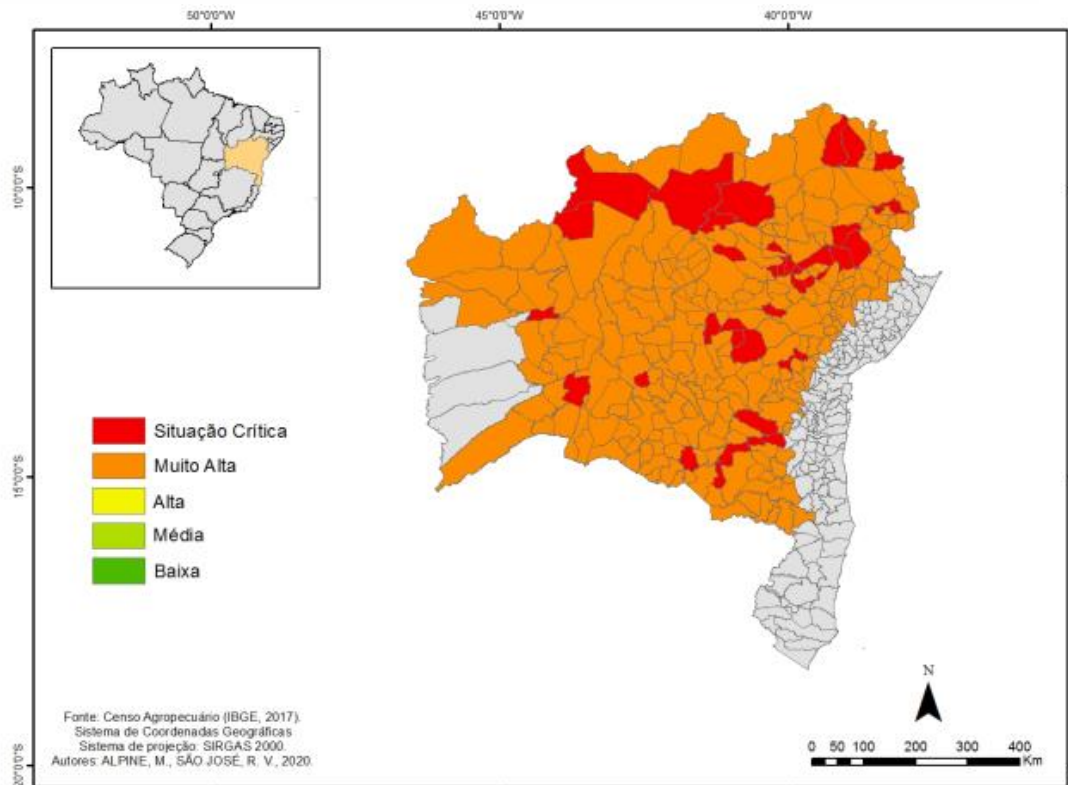 50°0'0"W 45°0'0"W 40°0'0"W
10°0'0"S
15°0'0"S
20°0'0"S
Situação Crítica
Muito Alta
Alta
Média
Baixa
N
Fonte: Censo Agropecuário (IBGE, 2017).
Sistema de Coordenadas Geográficas
Sistema de projeção: SIRGAS 2000.
Autores: ALPINE, M., SÃO JOSÉ, R. V., 2020.
0 50 100 200 300 400
Km